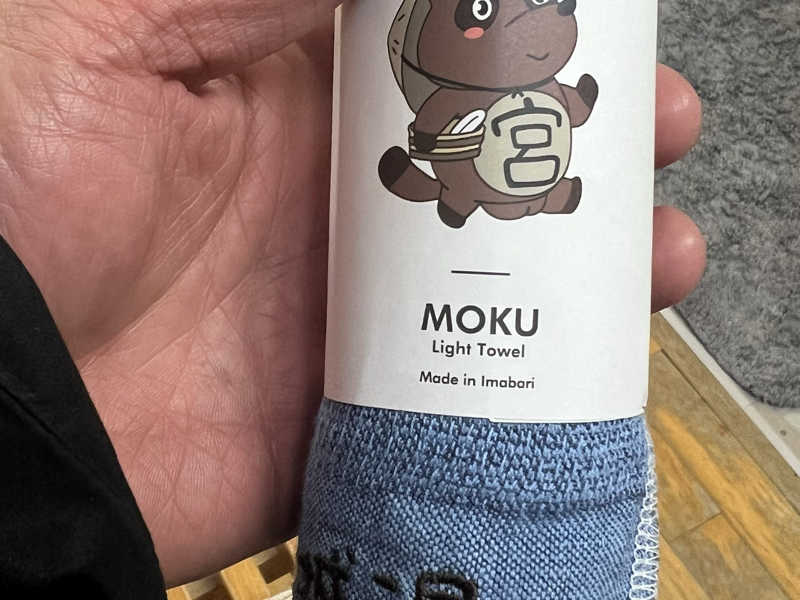 宮
MOKU
Light Towel
Made in Imabari